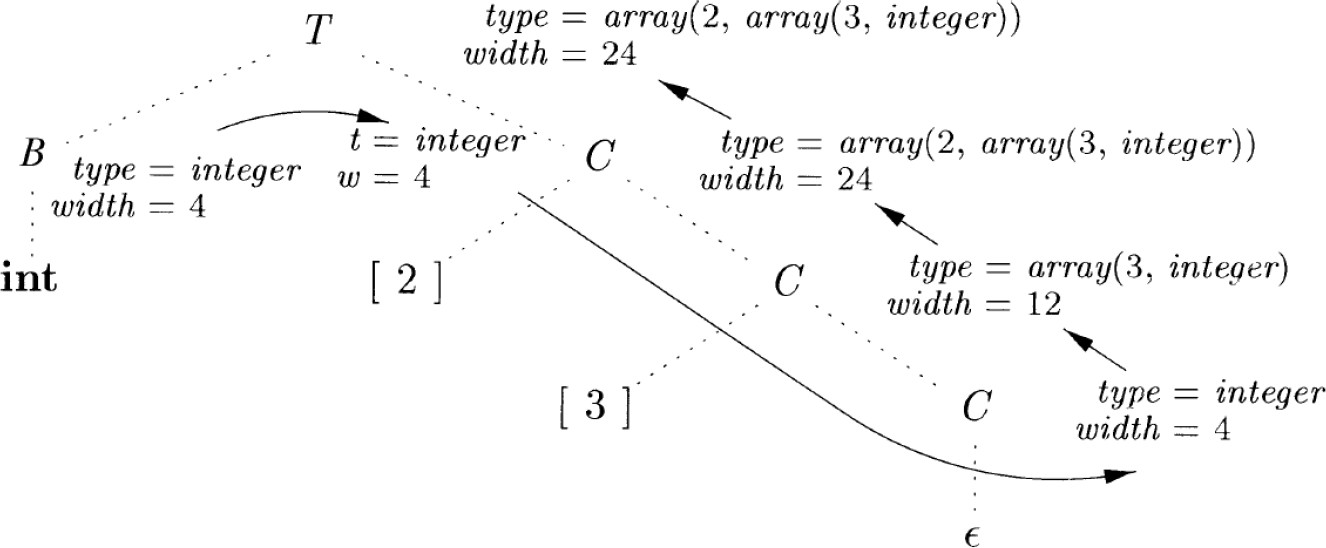 T
type = array(2, array(3, integer))
width = 24
B
type = integer
width = 4
t = integer
w = 4
C
type = array(2, array(3, integer))
width = 24
int
[ 2 ]
C
type = array(3, integer)
width = 12
[ 3 ]
C
type = integer
width = 4
ϵ